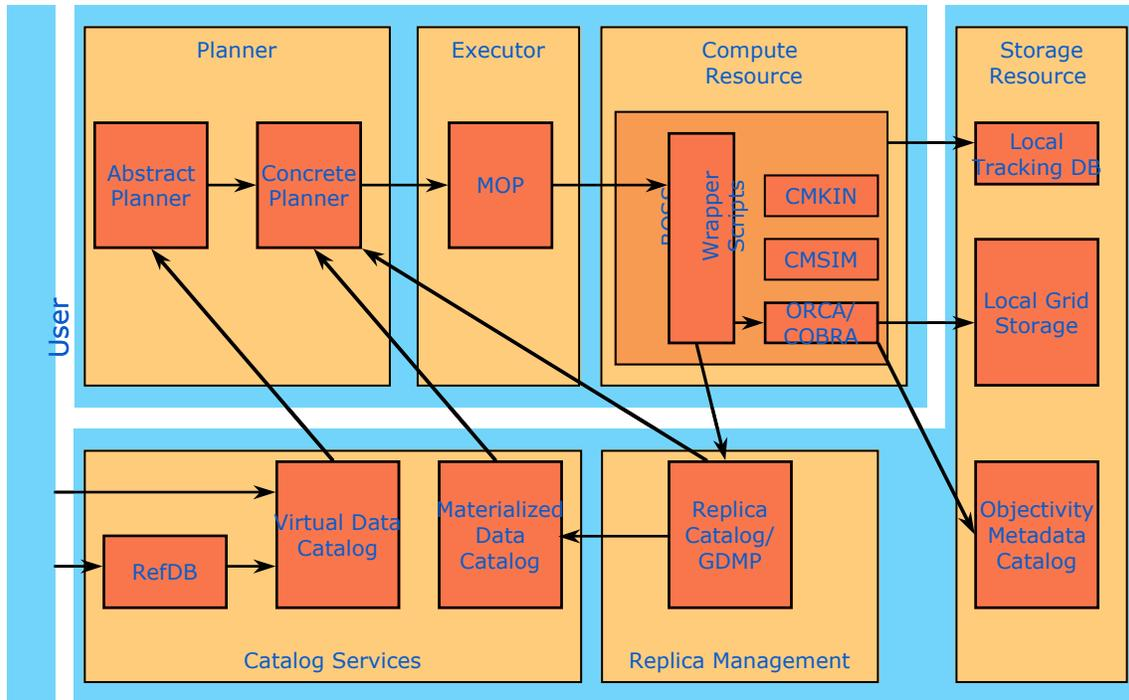 Planner
Executor
Compute
Resource
Storage
Resource
Abstract
Planner
Concrete
Planner
MOP
Wrapper
Scripts
CMKIN
CMSIM
ORCA/
COBRA
Local
Tracking DB
Local Grid
Storage
User
Virtual Data
Catalog
RefDB
Materialized
Data
Catalog
Replica
Catalog/
GDMP
Objectivity
Metadata
Catalog
Catalog Services
Replica Management